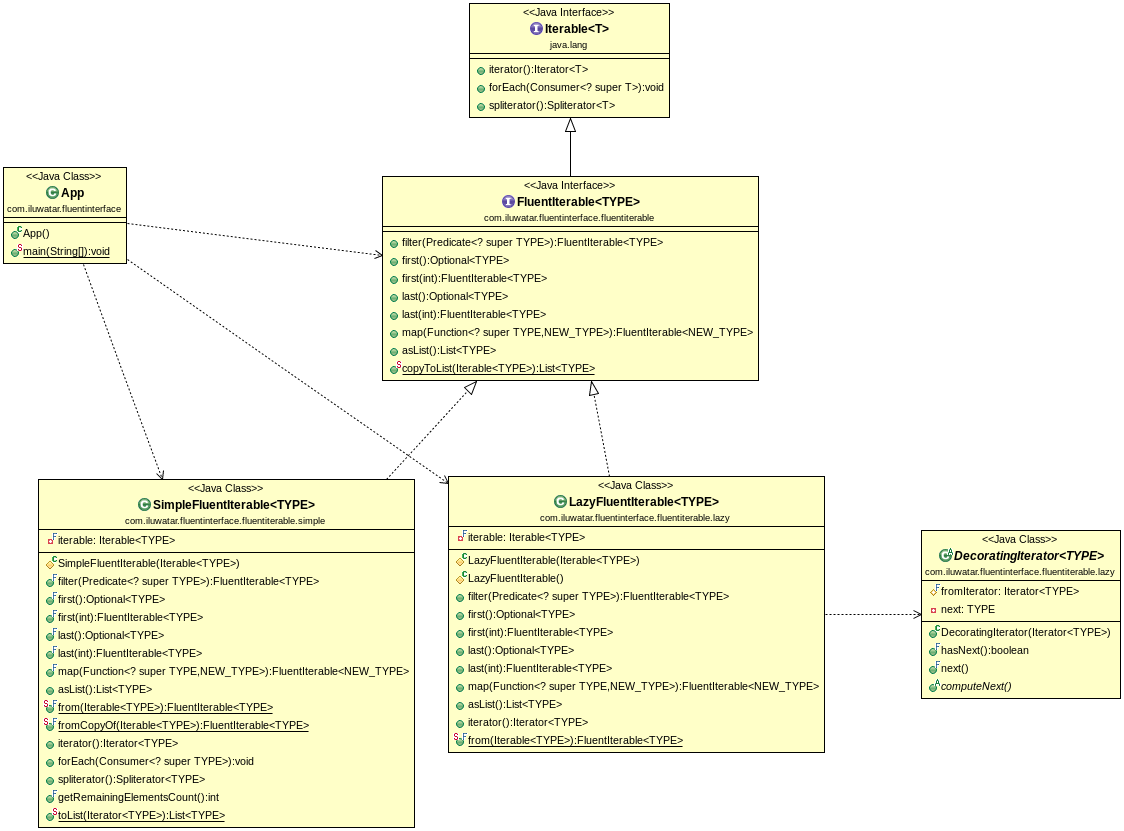 <<Java Interface>>
Iterable<T>
java.lang
iterator():Iterator<T>
forEach(Consumer<? super T>):void
spliterator():Spliterator<T>
<<Java Class>>
App
com.iluwatar.fluentinterface
App()
main(String[]):void
<<Java Interface>>
FluentIterable<TYPE>
com.iluwatar.fluentinterface.fluentiterable
filter(Predicate<? super TYPE>):FluentIterable<TYPE>
first():Optional<TYPE>
first(int):FluentIterable<TYPE>
last():Optional<TYPE>
last(int):FluentIterable<TYPE>
map(Function<? super TYPE,NEW_TYPE>):FluentIterable<NEW_TYPE>
asList():List<TYPE>
copyToList(Iterable<TYPE>):List<TYPE>
<<Java Class>>
SimpleFluentIterable<TYPE>
com.iluwatar.fluentinterface.fluentiterable.simple
iterable: Iterable<TYPE>
SimpleFluentIterable(Iterable<TYPE>)
filter(Predicate<? super TYPE>):FluentIterable<TYPE>
first():Optional<TYPE>
first(int):FluentIterable<TYPE>
last():Optional<TYPE>
last(int):FluentIterable<TYPE>
map(Function<? super TYPE,NEW_TYPE>):FluentIterable<NEW_TYPE>
asList():List<TYPE>
from(Iterable<TYPE>):FluentIterable<TYPE>
fromCopyOf(Iterable<TYPE>):FluentIterable<TYPE>
iterator():Iterator<TYPE>
forEach(Consumer<? super TYPE>):void
spliterator():Spliterator<TYPE>
getRemainingElementsCount():int
toList(Iterator<TYPE>):List<TYPE>
<<Java Class>>
LazyFluentIterable<TYPE>
com.iluwatar.fluentinterface.fluentiterable.lazy
iterable: Iterable<TYPE>
LazyFluentIterable(Iterable<TYPE>)
LazyFluentIterable()
filter(Predicate<? super TYPE>):FluentIterable<TYPE>
first():Optional<TYPE>
first(int):FluentIterable<TYPE>
last():Optional<TYPE>
last(int):FluentIterable<TYPE>
map(Function<? super TYPE,NEW_TYPE>):FluentIterable<NEW_TYPE>
asList():List<TYPE>
iterator():Iterator<TYPE>
from(Iterable<TYPE>):FluentIterable<TYPE>
<<Java Class>>
DecoratingIterator<TYPE>
com.iluwatar.fluentinterface.fluentiterable.lazy
fromIterator: Iterator<TYPE>
next: TYPE
DecoratingIterator(Iterator<TYPE>)
hasNext():boolean
next()
computeNext()